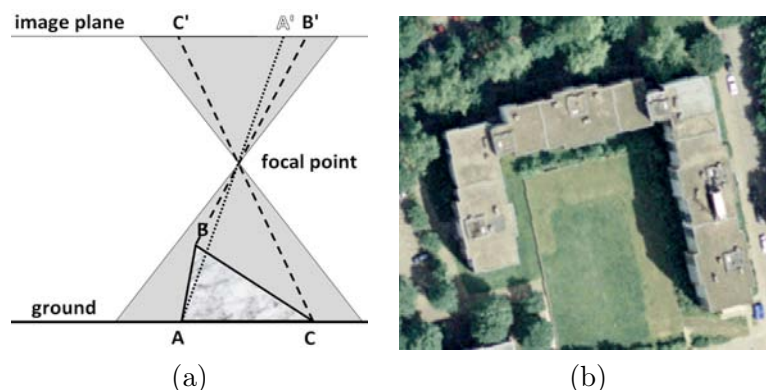 image plane C' A' B'
focal point
B
ground
A C
(a) (b)